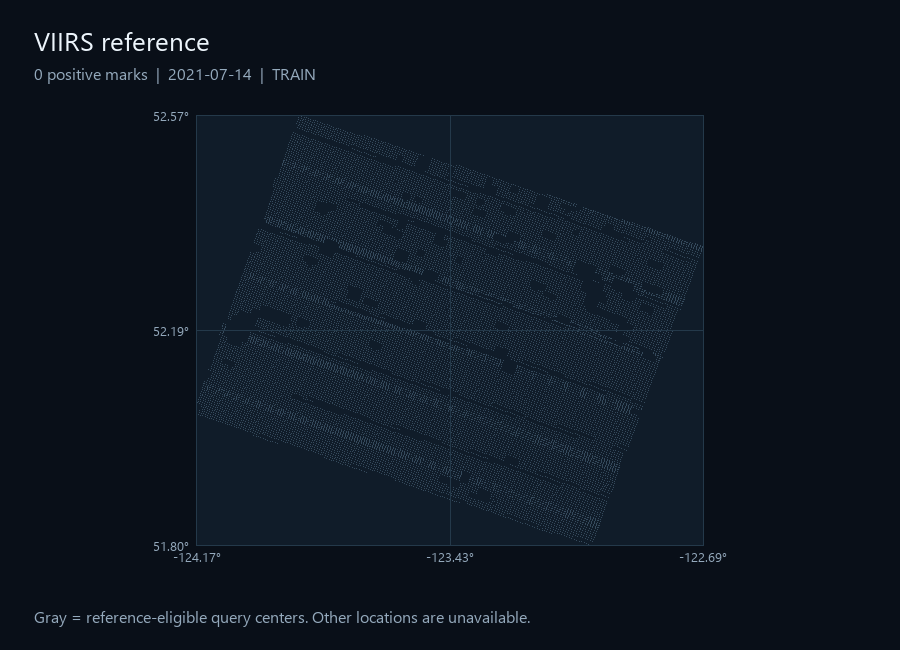 VIIRS reference
0 positive marks | 2021-07-14 | TRAIN
52.57°
52.19°
51.80°
-124.17° -123.43° -122.69°
Gray = reference-eligible query centers. Other locations are unavailable.